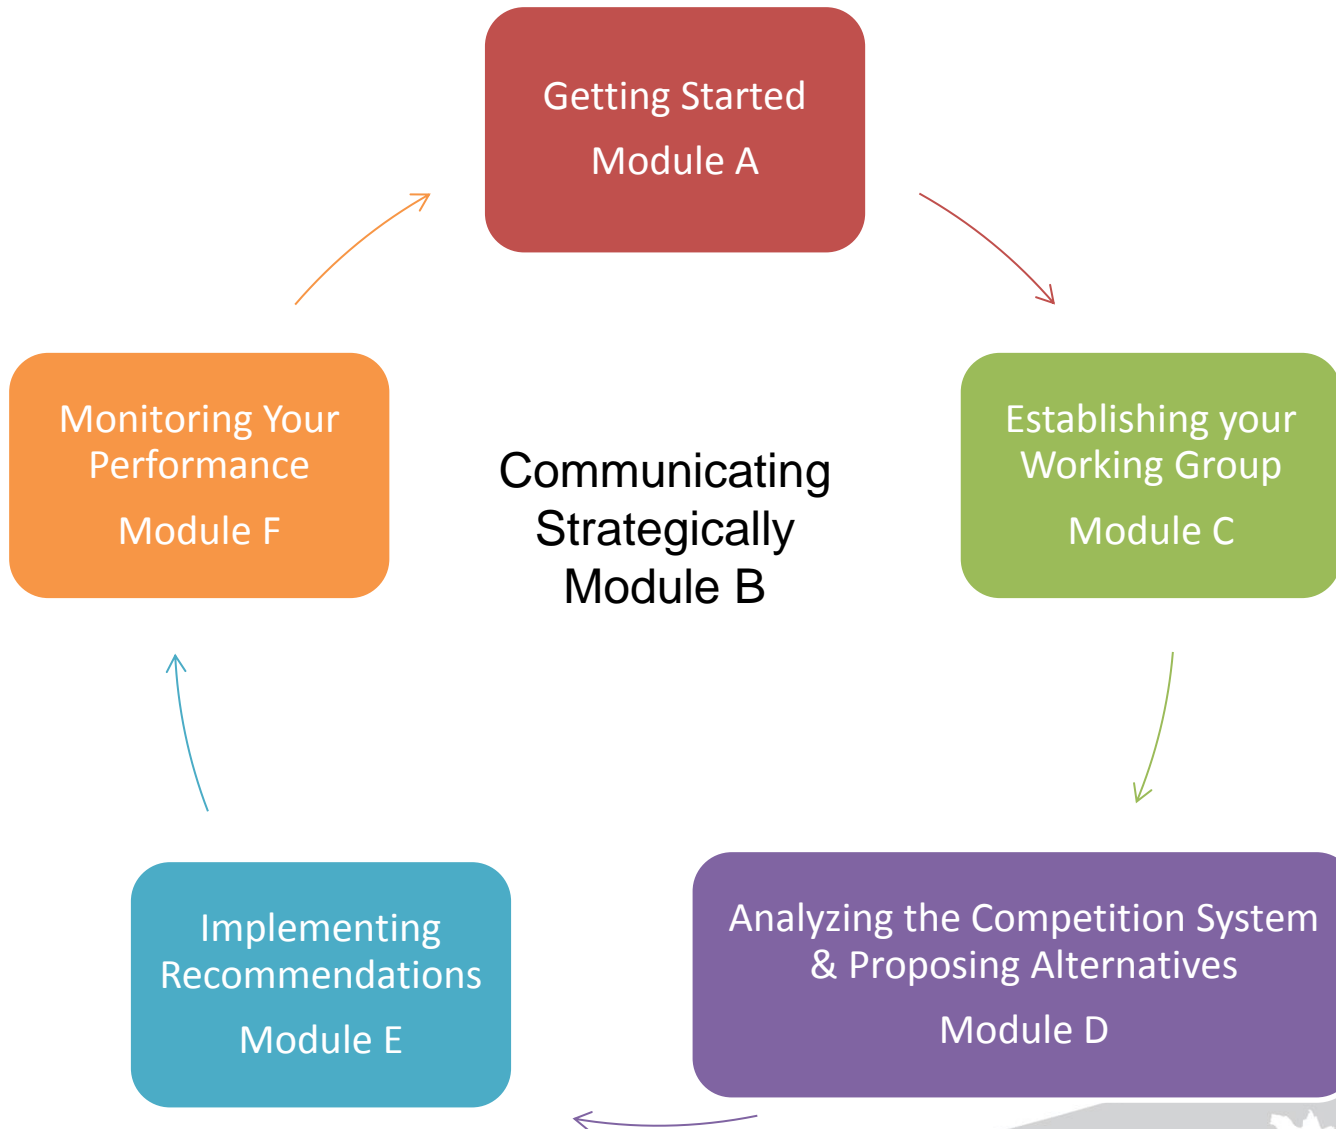 Getting Started
Module A
Monitoring Your
Performance
Module F
Communicating
Strategically
Module B
Establishing your
Working Group
Module C
Implementing
Recommendations
Module E
Analyzing the Competition System
& Proposing Alternatives
Module D